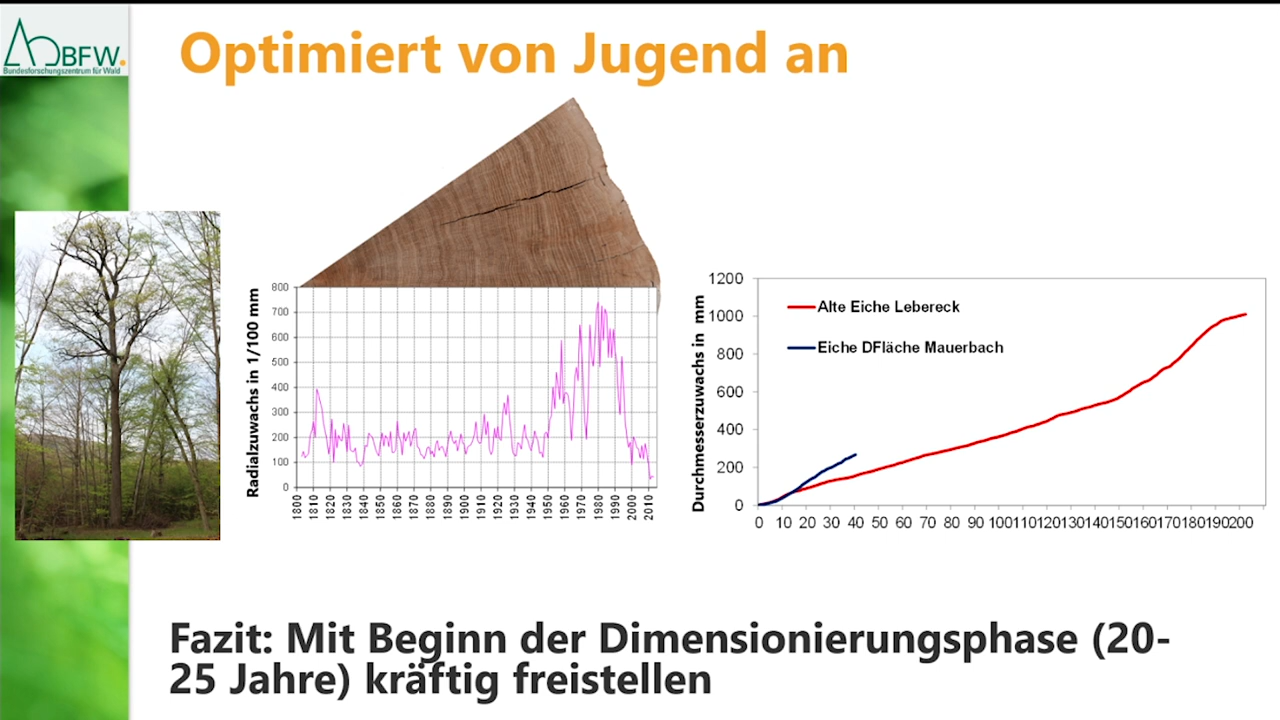 BFW.
Bundesforschungszentrum für Wald
Optimiert von Jugend an
Radialzuwachs in 1/100 mm
800
700
600
500
400
300
200
100
0
1800 1810 1820 1830 1840 1850 1860 1870 1880 1890 1900 1910 1920 1930 1940 1950 1960 1970 1980 1990 2000 2010
Durchmesserzuwachs in mm
1200
1000
800
600
400
200
0
Alte Eiche Lebereck
Eiche DFläche Mauerbach
0 10 20 30 40 50 60 70 80 90 100 110 120 130 140 150 160 170 180 190 200
Fazit: Mit Beginn der Dimensionierungsphase (20-
25 Jahre) kräftig freistellen